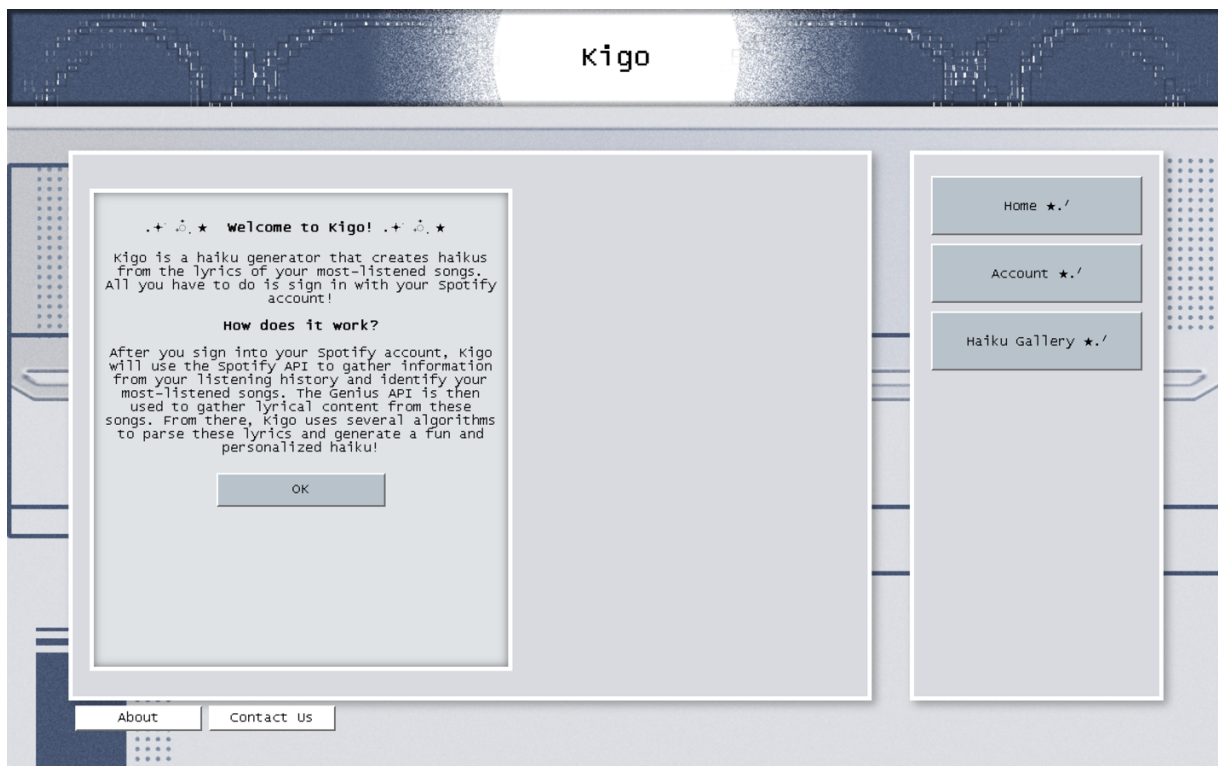 Kigo
.✦ ݁˖ ★ Welcome to Kigo! .✦ ݁˖ ★
Kigo is a haiku generator that creates haikus
from the lyrics of your most-listened songs.
All you have to do is sign in with your Spotify
account!
How does it work?
After you sign into your Spotify account, Kigo
will use the Spotify API to gather information
from your listening history and identify your
most-listened songs. The Genius API is then
used to gather lyrical content from these
songs. From there, Kigo uses several algorithms
to parse these lyrics and generate a fun and
personalized haiku!
OK
Home ★.ᐟ
Account ★.ᐟ
Haiku Gallery ★.ᐟ
About
Contact Us